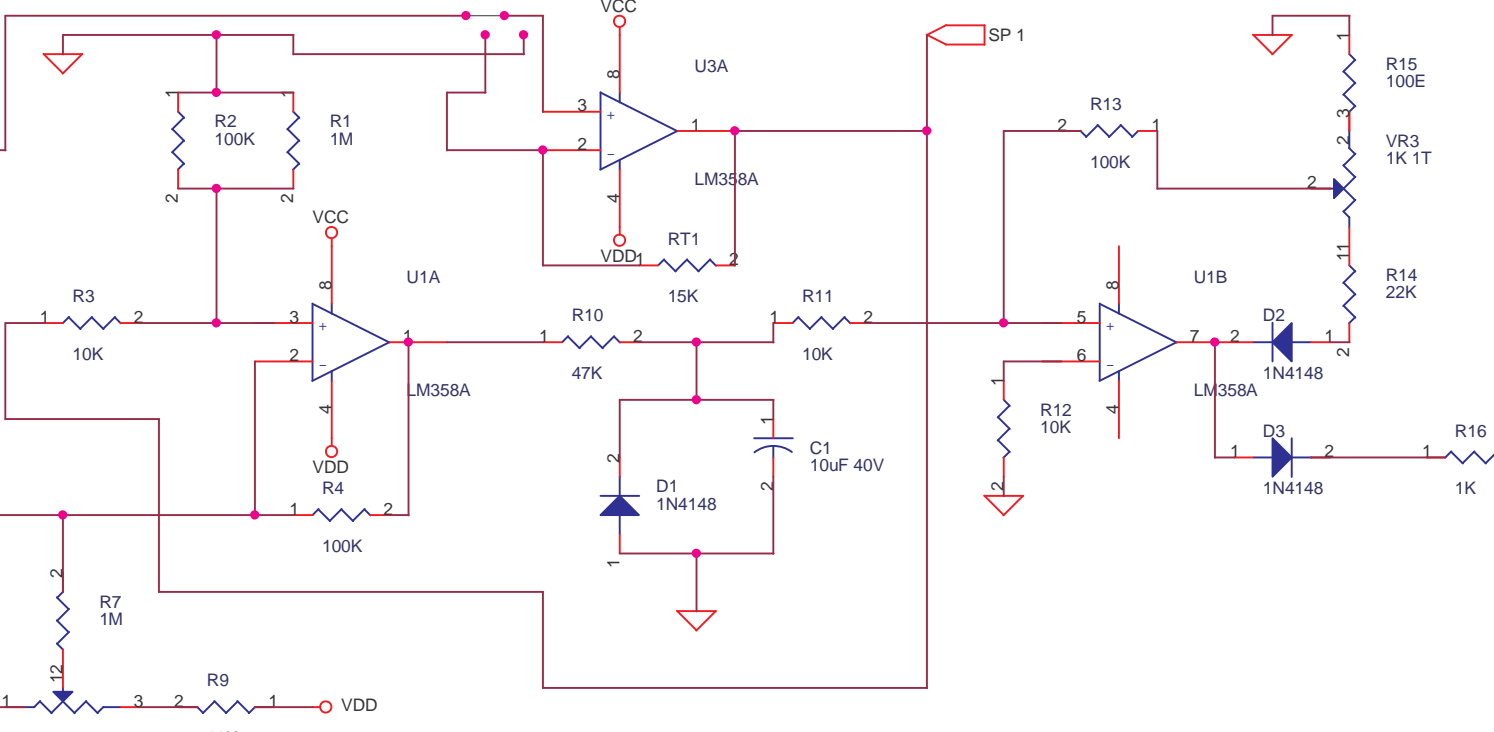 VCC
SP 1
8
U3A
1
R15
100E
3
1
R13
2
1
1
1
R2
100K
R1
1M
2
3
2
VR3
1K 1T
100K
2
LM358A
2
2
4
VCC
RT1
VDD
1
2
11
U1A
8
U1B
8
R14
22K
15K
R3
1
2
3
R10
1
2
R11
1
2
5
D2
10K
1
7
2
1
2
2
47K
10K
6
1N4148
LM358A
1
LM358A
4
R12
10K
4
1
D3
R16
VDD
2
C1
10uF 40V
1
2
1
R4
1
2
D1
1N4148
2
2
1N4148
1K
100K
2
1
R7
1M
12
R9
1
3
2
1
VDD